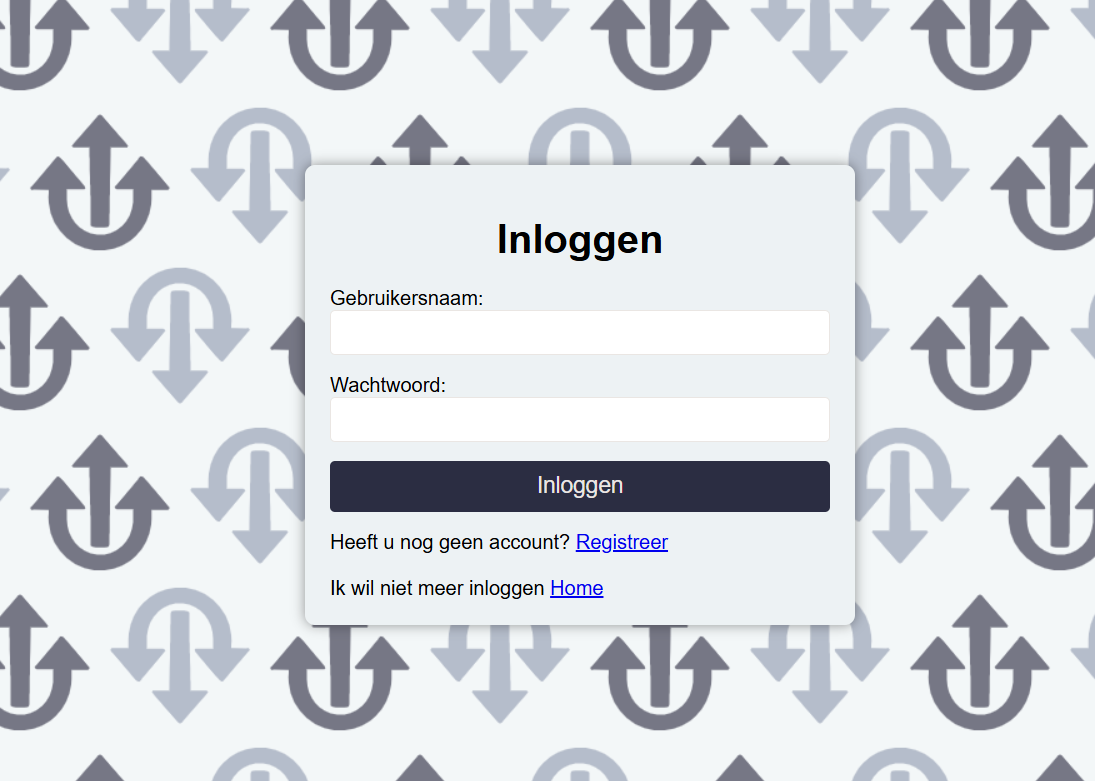 Inloggen
Gebruikersnaam:
Wachtwoord:
Inloggen
Heeft u nog geen account? Registreer
Ik wil niet meer inloggen Home